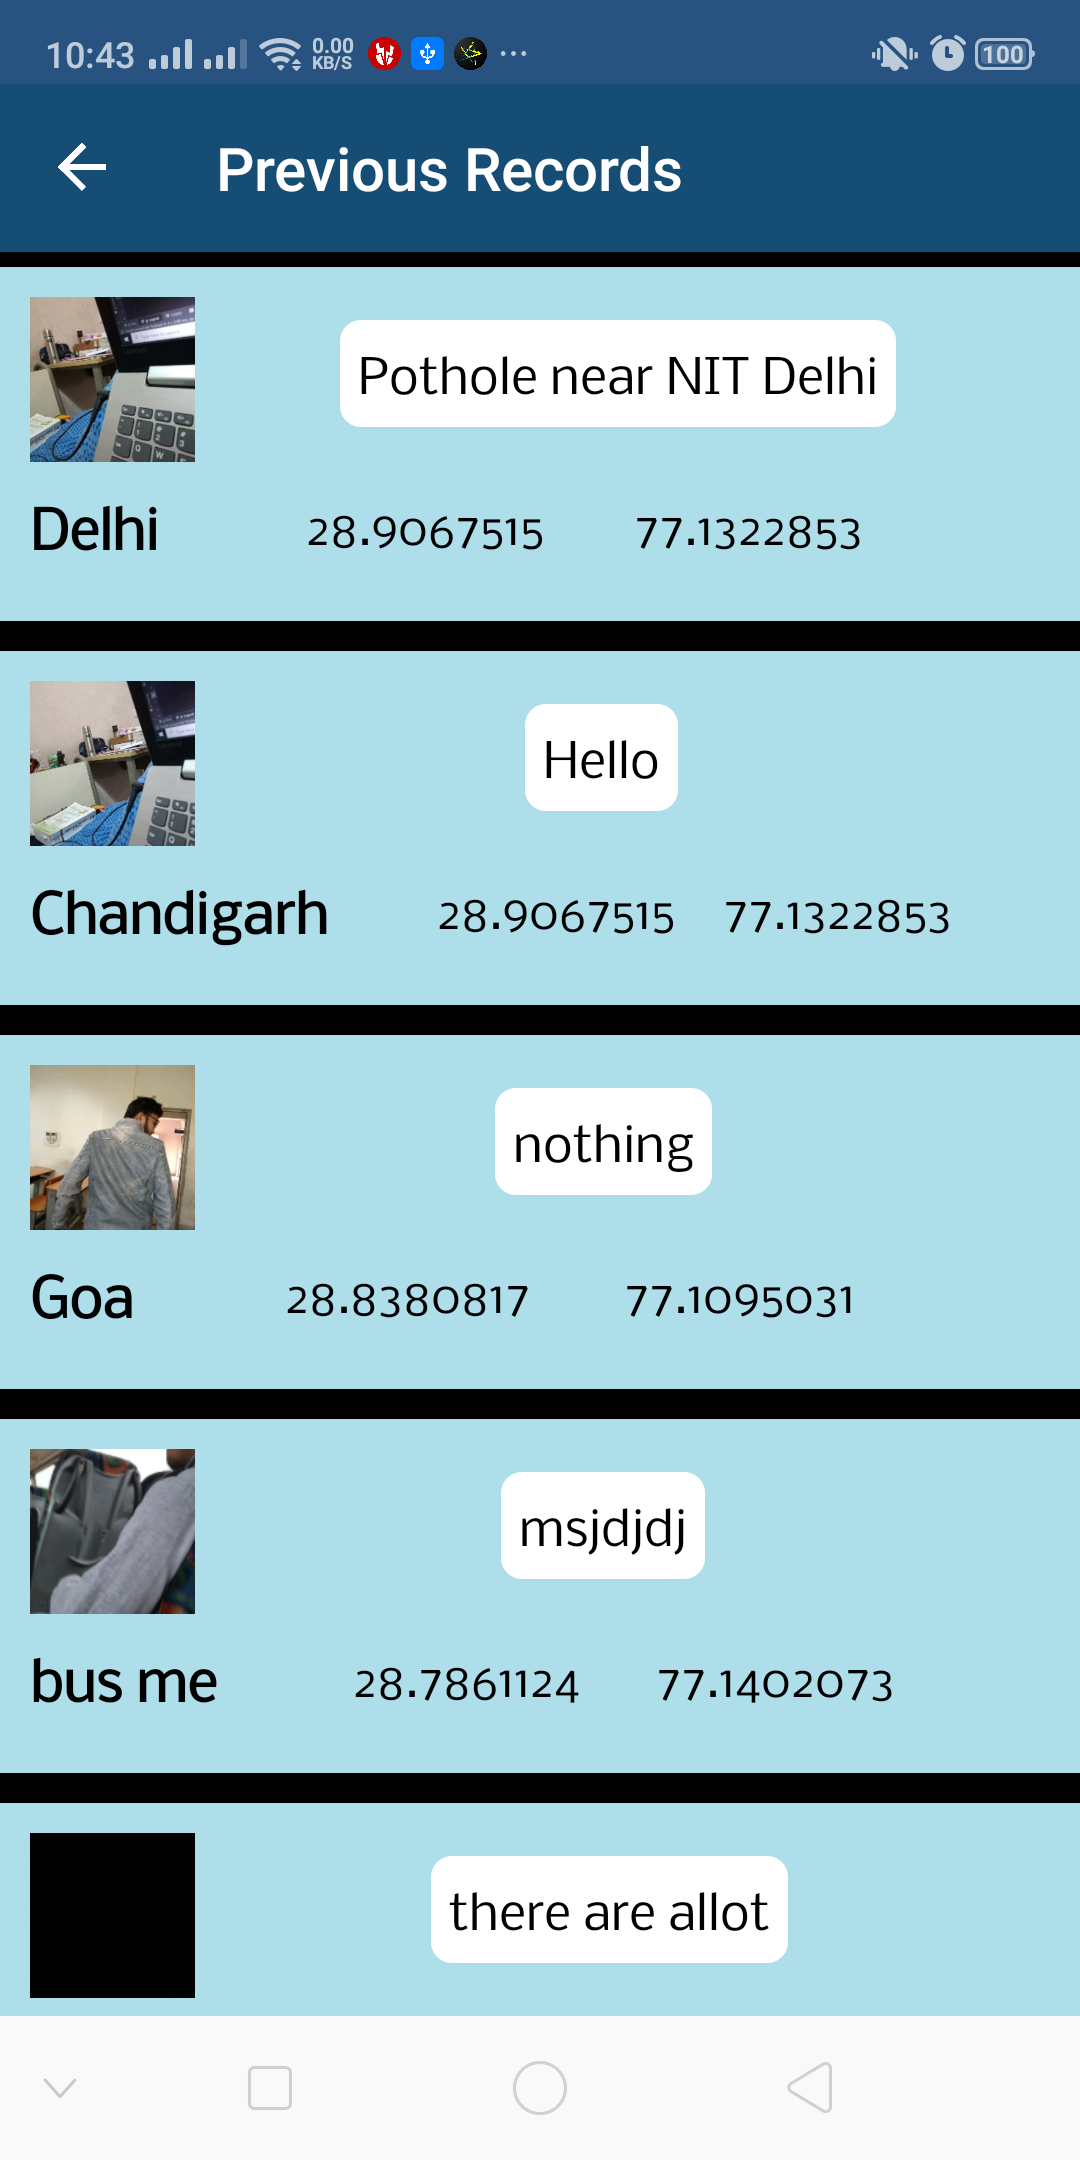 10:43 0.00 KB/S 100
Previous Records
Pothole near NIT Delhi
Delhi 28.9067515 77.1322853
Hello
Chandigarh 28.9067515 77.1322853
nothing
Goa 28.8380817 77.1095031
msjdjdj
bus me 28.7861124 77.1402073
there are allot